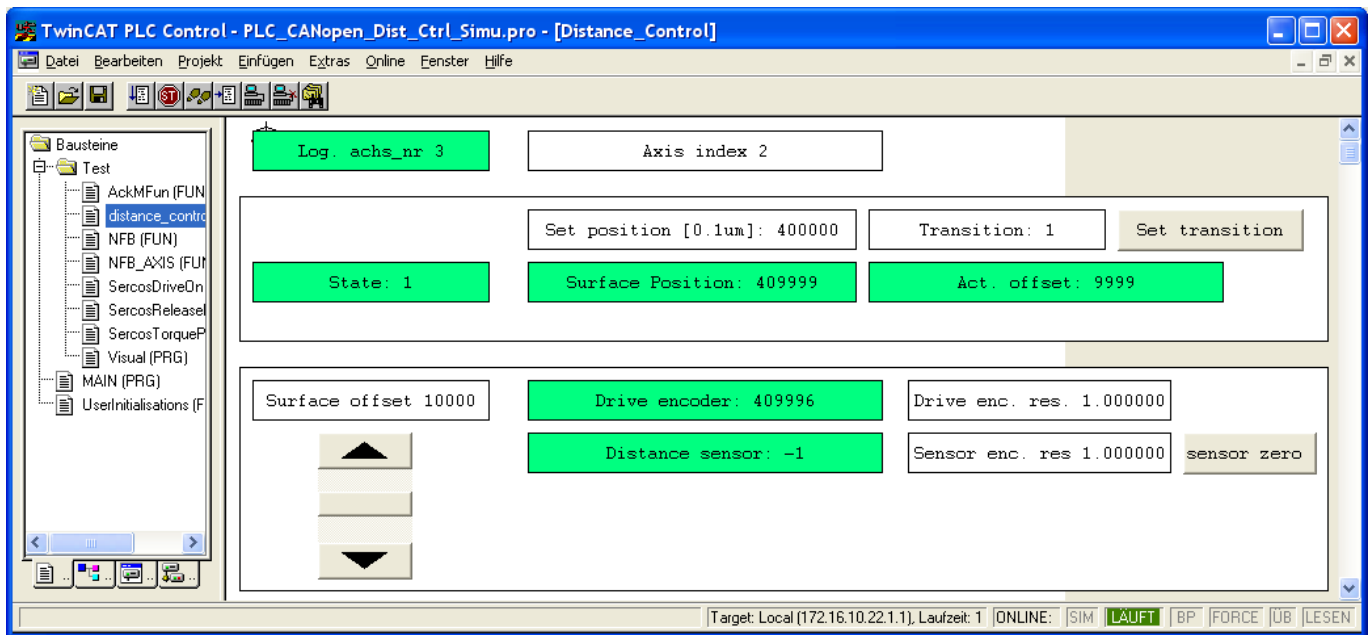 TwinCAT PLC Control - PLC_CANopen_Dist_Ctrl_Simu.pro - [Distance_Control]
Datei Bearbeiten Projekt Einfügen Extras Online Fenster Hilfe
ST
Bausteine
Test
AckMFun (FUN
distance_contro
NFB (FUN)
NFB_AXIS (FUN
SercosDriveOn
SercosReleasel
SercosTorqueP
Visual (PRG)
MAIN (PRG)
UserInitialisations (F
Log. achs_nr 3
Axis index 2
Set position [0.1um]: 400000
Transition: 1
Set transition
State: 1
Surface Position: 409999
Act. offset: 9999
Surface offset 10000
Drive encoder: 409996
Drive enc. res. 1.000000
Distance sensor: -1
Sensor enc. res 1.000000
sensor zero
Target: Local (172.16.10.22.1.1), Laufzeit: 1 ONLINE: SIM LÄUFT BP FORCE ÜB LESEN